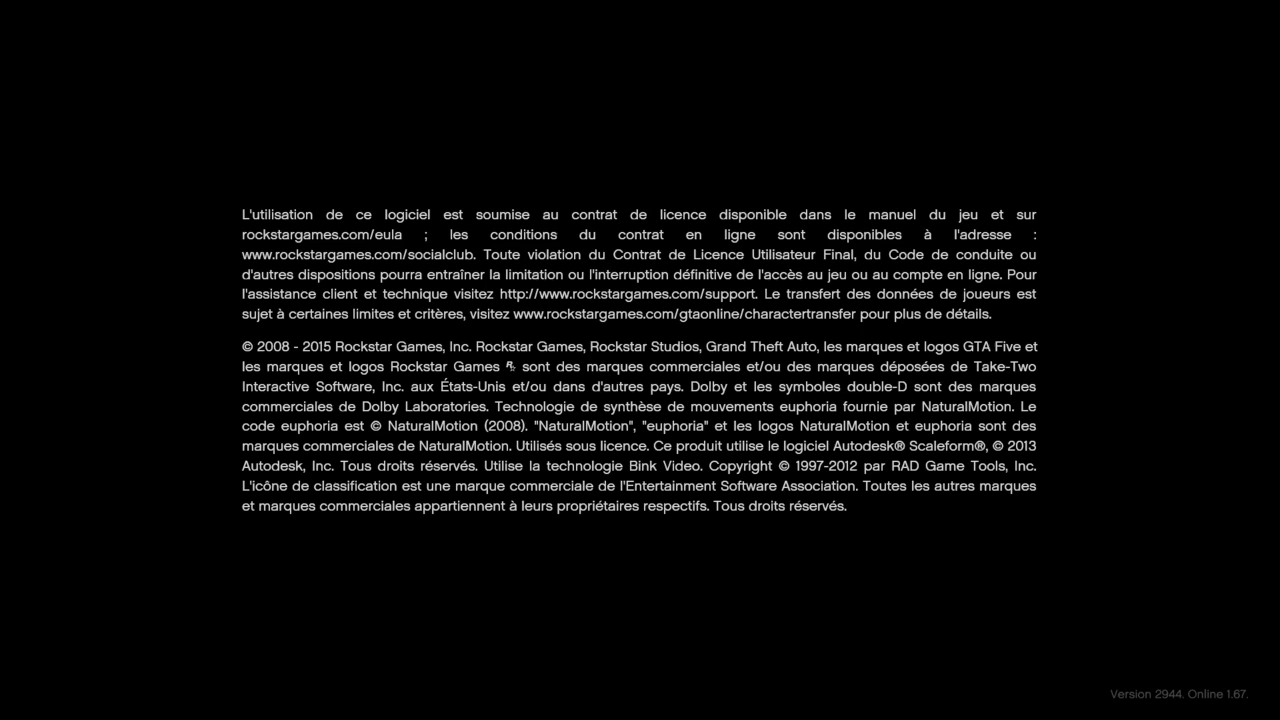 L'utilisation de ce logiciel est soumise au contrat de licence disponible dans le manuel du jeu et sur
rockstargames.com/eula ; les conditions du contrat en ligne sont disponibles à l'adresse :
www.rockstargames.com/socialclub. Toute violation du Contrat de Licence Utilisateur Final, du Code de conduite ou
d'autres dispositions pourra entraîner la limitation ou l'interruption définitive de l'accès au jeu ou au compte en ligne. Pour
l'assistance client et technique visitez http://www.rockstargames.com/support. Le transfert des données de joueurs est
sujet à certaines limites et critères, visitez www.rockstargames.com/gtaonline/charactertransfer pour plus de détails.
© 2008 - 2015 Rockstar Games, Inc. Rockstar Games, Rockstar Studios, Grand Theft Auto, les marques et logos GTA Five et
les marques et logos Rockstar Games R* sont des marques commerciales et/ou des marques déposées de Take-Two
Interactive Software, Inc. aux États-Unis et/ou dans d'autres pays. Dolby et les symboles double-D sont des marques
commerciales de Dolby Laboratories. Technologie de synthèse de mouvements euphoria fournie par NaturalMotion. Le
code euphoria est © NaturalMotion (2008). "NaturalMotion", "euphoria" et les logos NaturalMotion et euphoria sont des
marques commerciales de NaturalMotion. Utilisés sous licence. Ce produit utilise le logiciel Autodesk® Scaleform®, © 2013
Autodesk, Inc. Tous droits réservés. Utilise la technologie Bink Video. Copyright © 1997-2012 par RAD Game Tools, Inc.
L'icône de classification est une marque commerciale de l'Entertainment Software Association. Toutes les autres marques
et marques commerciales appartiennent à leurs propriétaires respectifs. Tous droits réservés.
Version 2944. Online 1.67.